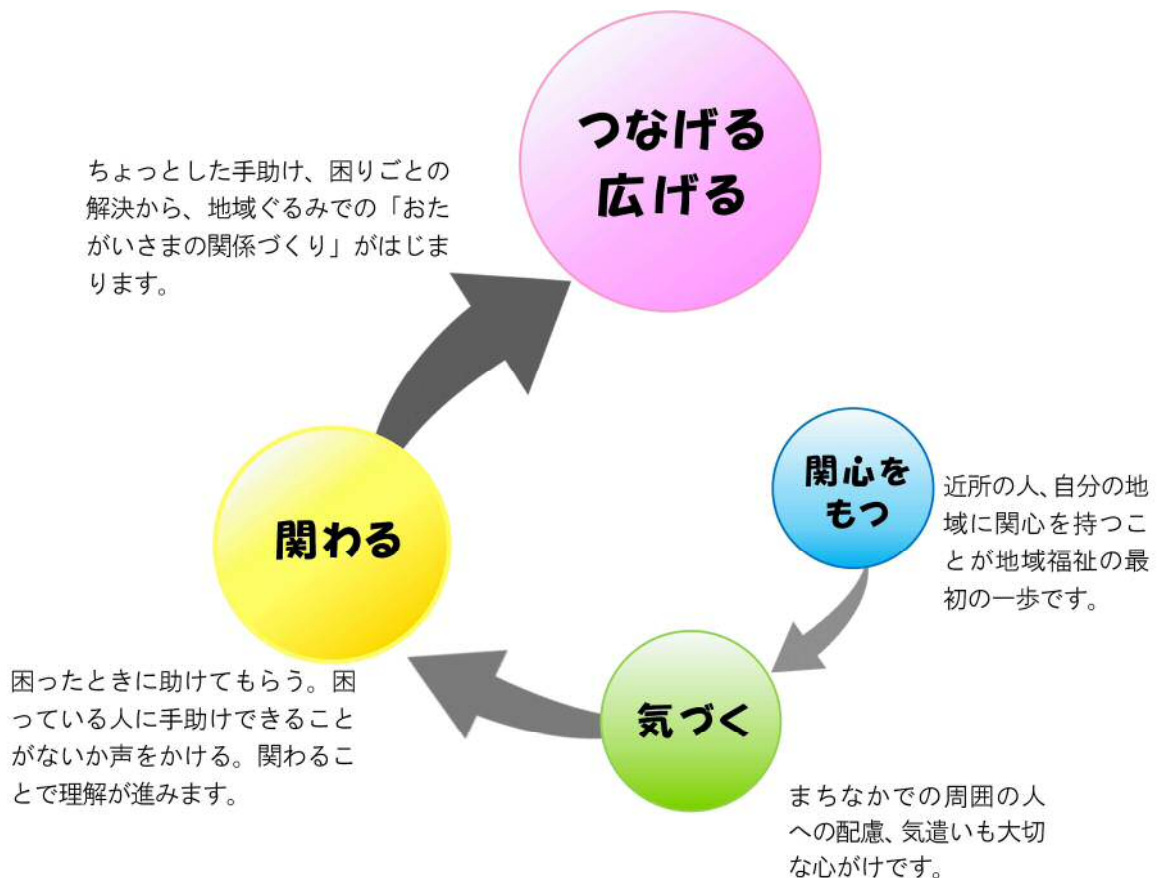 つなげる
広げる
ちょっとした手助け、困りごとの
解決から、地域ぐるみでの「おた
がいさまの関係づくり」がはじま
ります。
関心を
もつ
近所の人、自分の地
域に関心を持つこ
とが地域福祉の最
初の一歩です。
関わる
困ったときに助けてもらう。困
っている人に手助けできること
がないか声をかける。関わるこ
とで理解が進みます。
気づく
まちなかでの周囲の人
への配慮、気遣いも大切
な心がけです。